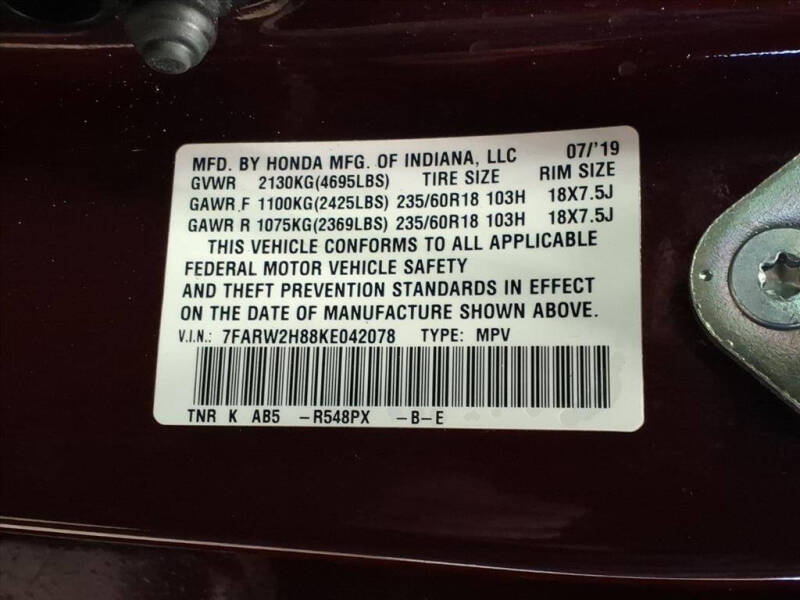 MFD. BY HONDA MFG. OF INDIANA, LLC 07/'19
GVWR 2130KG(4695LBS) TIRE SIZE RIM SIZE
GAWR F 1100KG(2425LBS) 235/60R18 103H 18X7.5J
GAWR R 1075KG(2369LBS) 235/60R18 103H 18X7.5J
THIS VEHICLE CONFORMS TO ALL APPLICABLE
FEDERAL MOTOR VEHICLE SAFETY
AND THEFT PREVENTION STANDARDS IN EFFECT
ON THE DATE OF MANUFACTURE SHOWN ABOVE.
V.I.N.: 7FARW2H88KE042078 TYPE: MPV
TNR K AB5 -R548PX -B-E